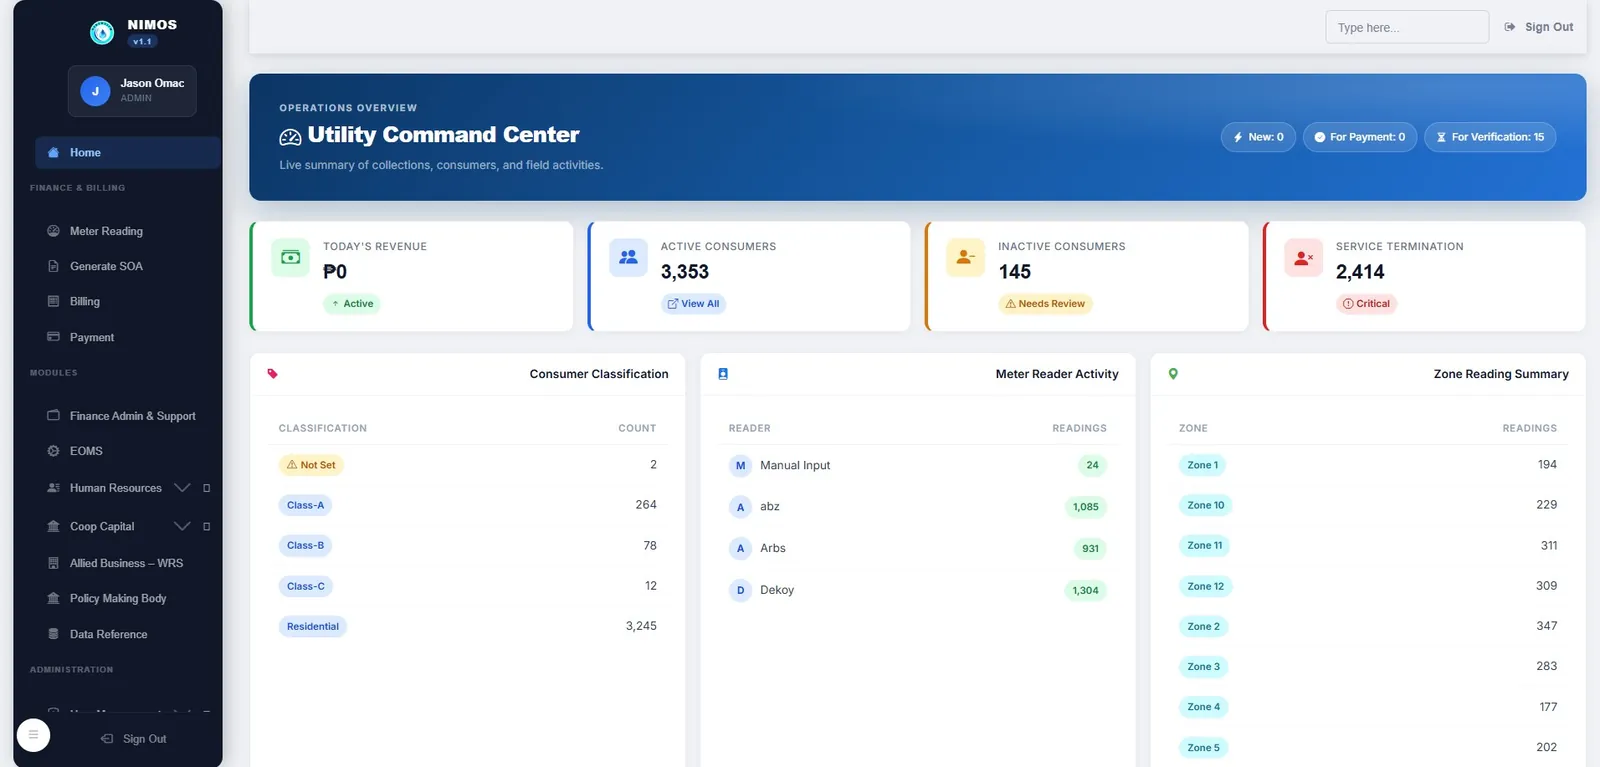 NIMOS
v1.1
J
Jason Omac
ADMIN
Home
FINANCE & BILLING
Meter Reading
Generate SOA
Billing
Payment
MODULES
Finance Admin & Support
EOMS
Human Resources
Coop Capital
Allied Business – WRS
Policy Making Body
Data Reference
ADMINISTRATION
Sign Out
Type here...
Sign Out
OPERATIONS OVERVIEW
Utility Command Center
Live summary of collections, consumers, and field activities.
New: 0
For Payment: 0
For Verification: 15
TODAY'S REVENUE
₱0
Active
ACTIVE CONSUMERS
3,353
View All
INACTIVE CONSUMERS
145
Needs Review
SERVICE TERMINATION
2,414
Critical
Consumer Classification
CLASSIFICATION COUNT
Not Set 2
Class-A 264
Class-B 78
Class-C 12
Residential 3,245
Meter Reader Activity
READER READINGS
M Manual Input 24
A abz 1,085
A Arbs 931
D Dekoy 1,304
Zone Reading Summary
ZONE READINGS
Zone 1 194
Zone 10 229
Zone 11 311
Zone 12 309
Zone 2 347
Zone 3 283
Zone 4 177
Zone 5 202